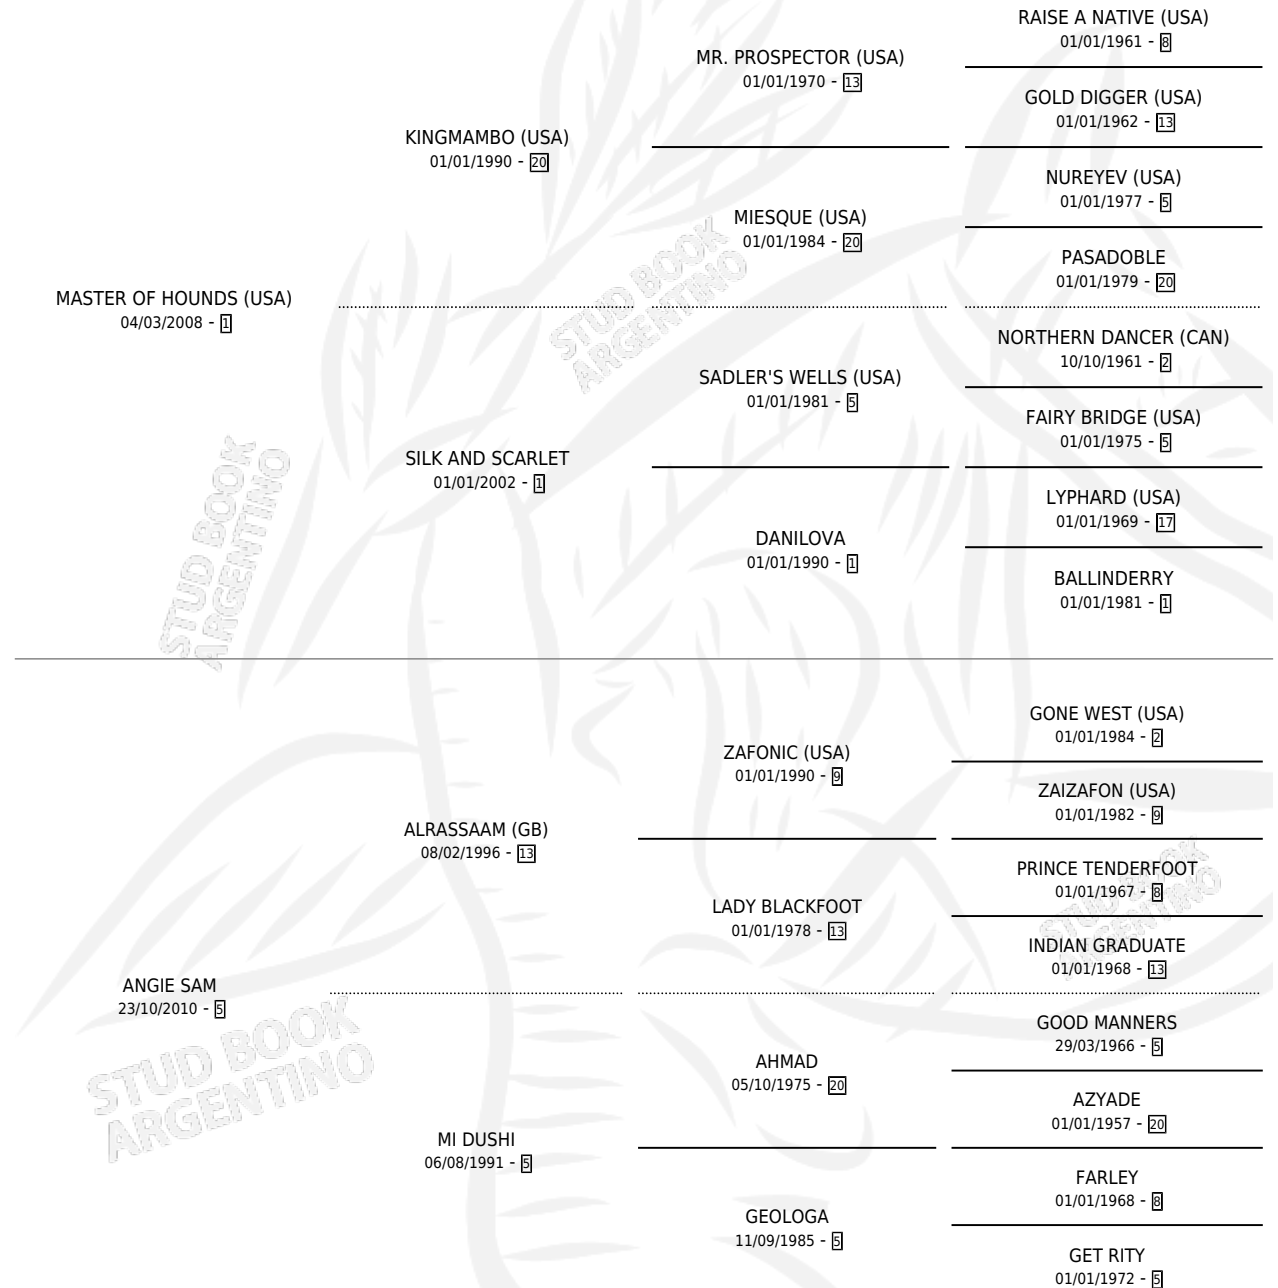 RAISE A NATIVE (USA)
01/01/1961 - 8
MR. PROSPECTOR (USA)
01/01/1970 - 13
GOLD DIGGER (USA)
01/01/1962 - 13
KINGMAMBO (USA)
01/01/1990 - 20
NUREYEV (USA)
01/01/1977 - 5
MIESQUE (USA)
01/01/1984 - 20
PASADOBLE
01/01/1979 - 20
MASTER OF HOUNDS (USA)
04/03/2008 - 1
STUD BOOK
ARGENTINO
NORTHERN DANCER (CAN)
10/10/1961 - 2
SADLER'S WELLS (USA)
01/01/1981 - 5
FAIRY BRIDGE (USA)
01/01/1975 - 5
SILK AND SCARLET
01/01/2002 - 1
LYPHARD (USA)
01/01/1969 - 17
DANILOVA
01/01/1990 - 1
BALLINDERRY
01/01/1981 - 1
STUD BOOK
ARGENTINO
GONE WEST (USA)
01/01/1984 - 2
ZAFONIC (USA)
01/01/1990 - 9
ZAIZAFON (USA)
01/01/1982 - 9
ALRASSAAM (GB)
08/02/1996 - 13
PRINCE TENDERFOOT
01/01/1967 - 8
LADY BLACKFOOT
01/01/1978 - 13
STUD BOOK
ARGENTINO
INDIAN GRADUATE
01/01/1968 - 13
ANGIE SAM
23/10/2010 - 5
STUD BOOK
ARGENTINO
GOOD MANNERS
29/03/1966 - 5
AHMAD
05/10/1975 - 20
AZYADE
01/01/1957 - 20
MI DUSHI
06/08/1991 - 5
FARLEY
01/01/1968 - 8
GEOLOGA
11/09/1985 - 5
GET RITY
01/01/1972 - 5